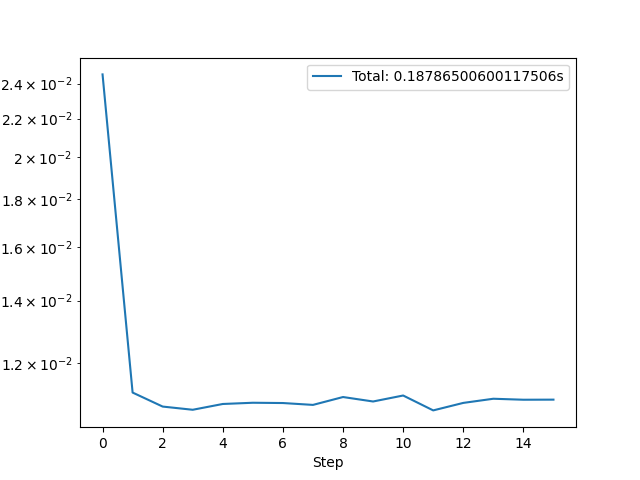 Total: 0.18786500600117506s
2.4 × 10⁻²
2.2 × 10⁻²
2 × 10⁻²
1.8 × 10⁻²
1.6 × 10⁻²
1.4 × 10⁻²
1.2 × 10⁻²
0 2 4 6 8 10 12 14
Step